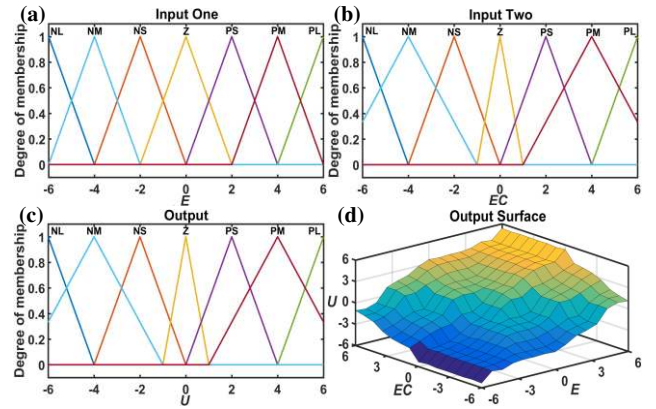 (a) Input One
NL NM NS Z PS PM PL
Degree of membership
1
0.8
0.6
0.4
0.2
0
-6 -4 -2 0 2 4 6
E
(b) Input Two
NL NM NS Z PS PM PL
Degree of membership
1
0.8
0.6
0.4
0.2
0
-6 -4 -2 0 2 4 6
EC
(c) Output
NL NM NS Z PS PM PL
Degree of membership
1
0.8
0.6
0.4
0.2
0
-6 -4 -2 0 2 4 6
U
(d) Output Surface
U
6
3
0
-3
-6
6 3 0 -3 -6
EC
-6 -3 0 3 6
E